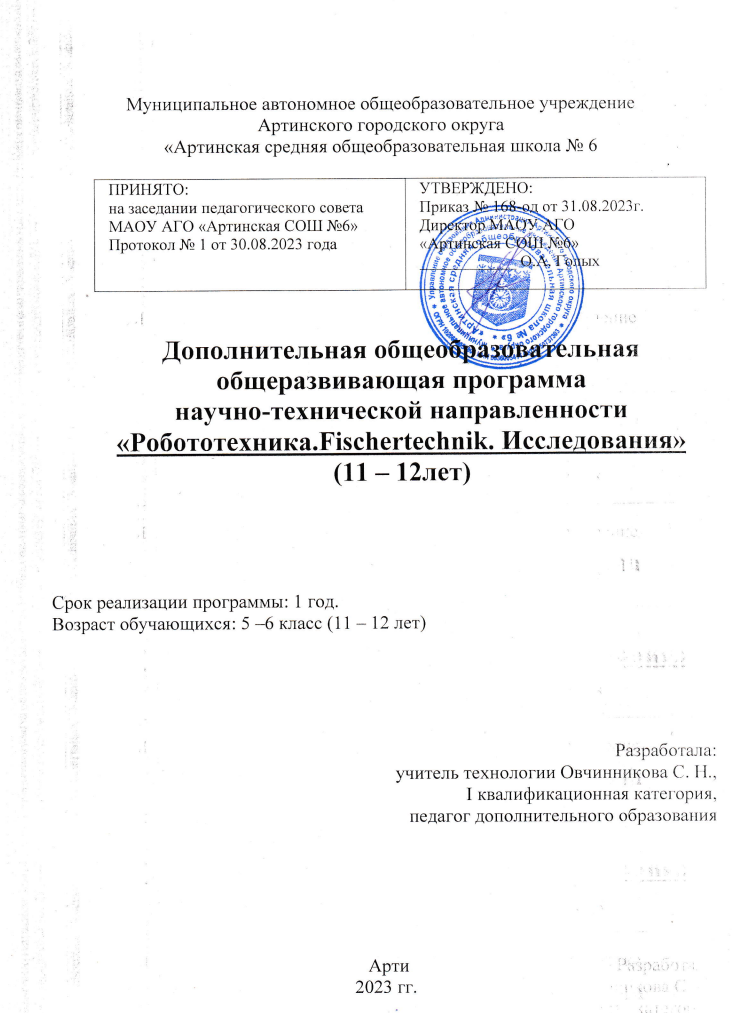 Муниципальное автономное общеобразовательное учреждение
Артинского городского округа
«Артинская средняя общеобразовательная школа № 6
ПРИНЯТО:
на заседании педагогического совета
МАОУ АГО «Артинская СОШ №6»
Протокол № 1 от 30.08.2023 года
УТВЕРЖДЕНО:
Приказ № 168-од от 31.08.2023г.
Директор МАОУ АГО
«Артинская СОШ №6»
О.А. Голых
Дополнительная общеобразовательная
общеразвивающая программа
научно-технической направленности
«Робототехника.Fischertechnik. Исследования»
(11 – 12лет)
Срок реализации программы: 1 год.
Возраст обучающихся: 5 –6 класс (11 – 12 лет)
Разработала:
учитель технологии Овчинникова С. Н.,
I квалификационная категория,
педагог дополнительного образования
Арти
2023 гг.